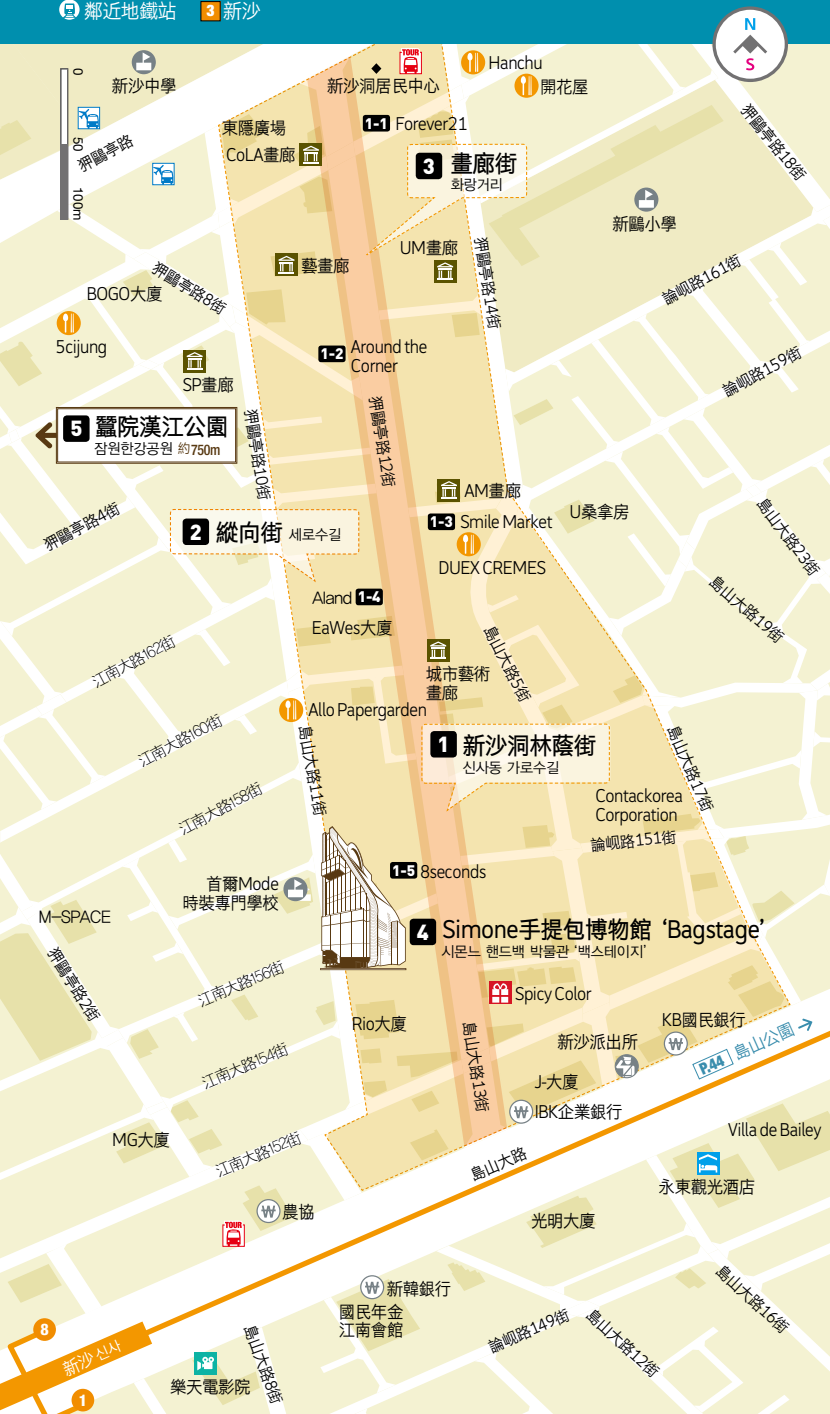 鄰近地鐵站 3 新沙
N
S
新沙中學
新沙洞居民中心
TOUR
Hanchu
開花屋
0
50
100m
狎鷗亭路
東隱廣場
CoLA畫廊
1-1 Forever21
3 畫廊街
화랑거리
狎鷗亭路18街
新鷗小學
藝畫廊
UM畫廊
狎鷗亭路14街
論峴路161街
狎鷗亭路8街
BOGO大廈
5cijung
SP畫廊
1-2 Around the
Corner
論峴路159街
5 蠶院漢江公園
잠원한강공원 約750m
狎鷗亭路10街
狎鷗亭路12街
AM畫廊
1-3 Smile Market
DUEX CREMES
U桑拿房
島山大路23街
狎鷗亭路4街
2 縱向街 세로수길
Aland 1-4
EaWes大廈
島山大路19街
江南大路162街
城市藝術
畫廊
島山大路5街
Allo Papergarden
江南大路160街
島山大路11街
1 新沙洞林蔭街
신사동 가로수길
島山大路17街
江南大路158街
Contackorea
Corporation
論峴路151街
首爾Mode
時裝專門學校
1-5 8seconds
M-SPACE
4 Simone手提包博物館 ‘Bagstage’
시몬느 핸드백 박물관 ‘백스테이지’
狎鷗亭路2街
江南大路156街
Spicy Color
Rio大廈
島山大路13街
KB國民銀行
新沙派出所
P.44 島山公園
江南大路154街
J-大廈
IBK企業銀行
MG大廈
江南大路152街
島山大路
Villa de Bailey
永東觀光酒店
農協
TOUR
光明大廈
新韓銀行
國民年金
江南會館
論峴路149街
島山大路12街
島山大路16街
8
新沙 신사
1
樂天電影院
島山大路8街